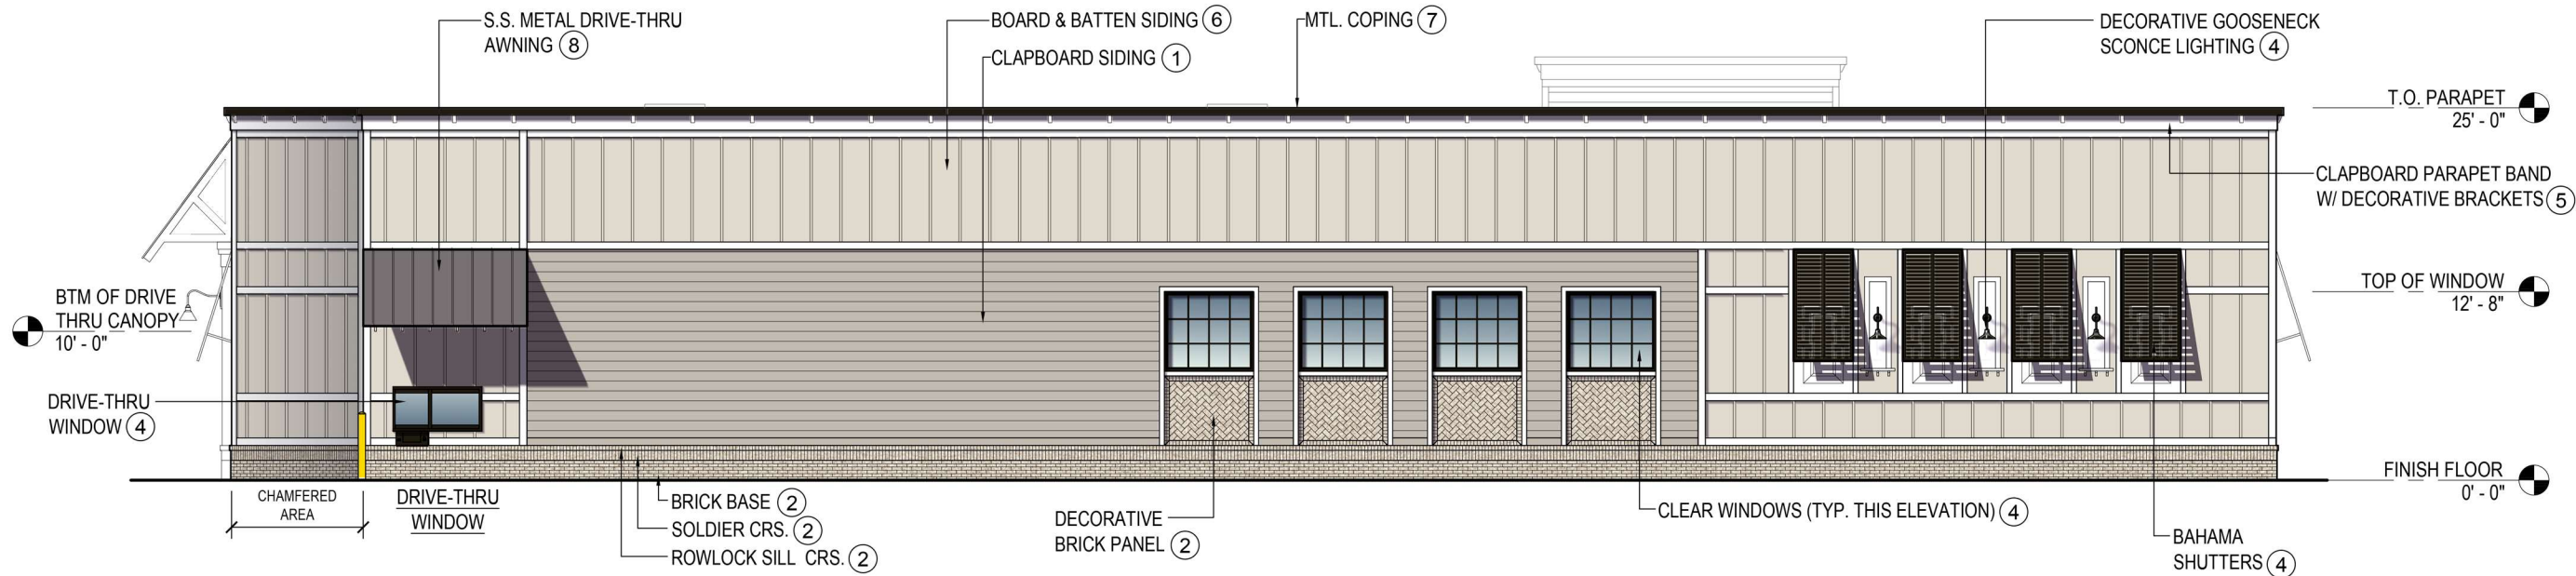 S.S. METAL DRIVE-THRU
AWNING 8
BOARD & BATTEN SIDING 6
CLAPBOARD SIDING 1
MTL. COPING 7
DECORATIVE GOOSENECK
SCONCE LIGHTING 4
T.O. PARAPET
25' - 0"
CLAPBOARD PARAPET BAND
W/ DECORATIVE BRACKETS 5
TOP OF WINDOW
12' - 8"
BTM OF DRIVE
THRU CANOPY
10' - 0"
DRIVE-THRU
WINDOW 4
FINISH FLOOR
0' - 0"
CHAMFERED
AREA
DRIVE-THRU
WINDOW
BRICK BASE 2
SOLDIER CRS. 2
ROWLOCK SILL CRS. 2
DECORATIVE
BRICK PANEL 2
CLEAR WINDOWS (TYP. THIS ELEVATION) 4
BAHAMA
SHUTTERS 4